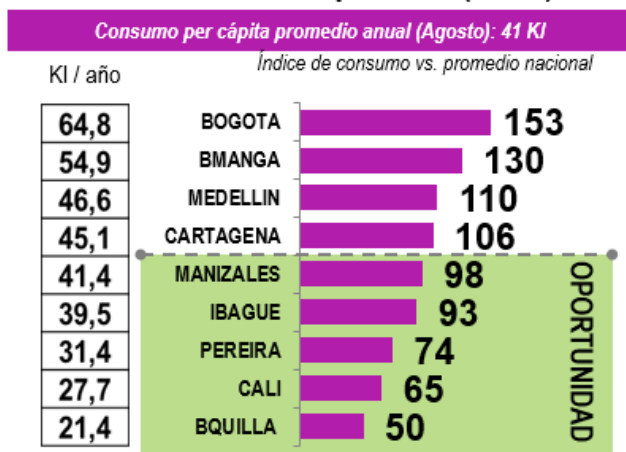 Consumo per cápita promedio anual (Agosto): 41 Kl
Kl / año
Índice de consumo vs. promedio nacional
64,8 BOGOTA 153
54,9 BMANGA 130
46,6 MEDELLIN 110
45,1 CARTAGENA 106
41,4 MANIZALES 98
39,5 IBAGUE 93
31,4 PEREIRA 74
27,7 CALI 65
21,4 BQUILLA 50
OPORTUNIDAD